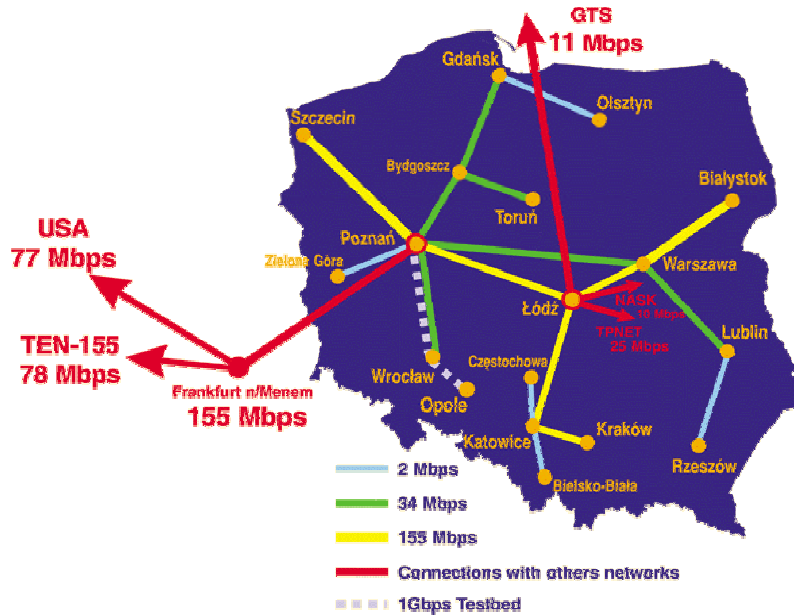 GTS
11 Mbps
Gdańsk
Olsztyn
Szczecin
Bydgoszcz
Białystok
Toruń
USA
77 Mbps
Poznań
Zielona Góra
Warszawa
NASK
10 Mbps
Łódź
TPNET
25 Mbps
Lublin
TEN-155
78 Mbps
Frankfurt n/Menem
155 Mbps
Wrocław
Częstochowa
Opole
Katowice
Kraków
Rzeszów
Bielsko-Biała
2 Mbps
34 Mbps
155 Mbps
Connections with others networks
1Gbps Testbed